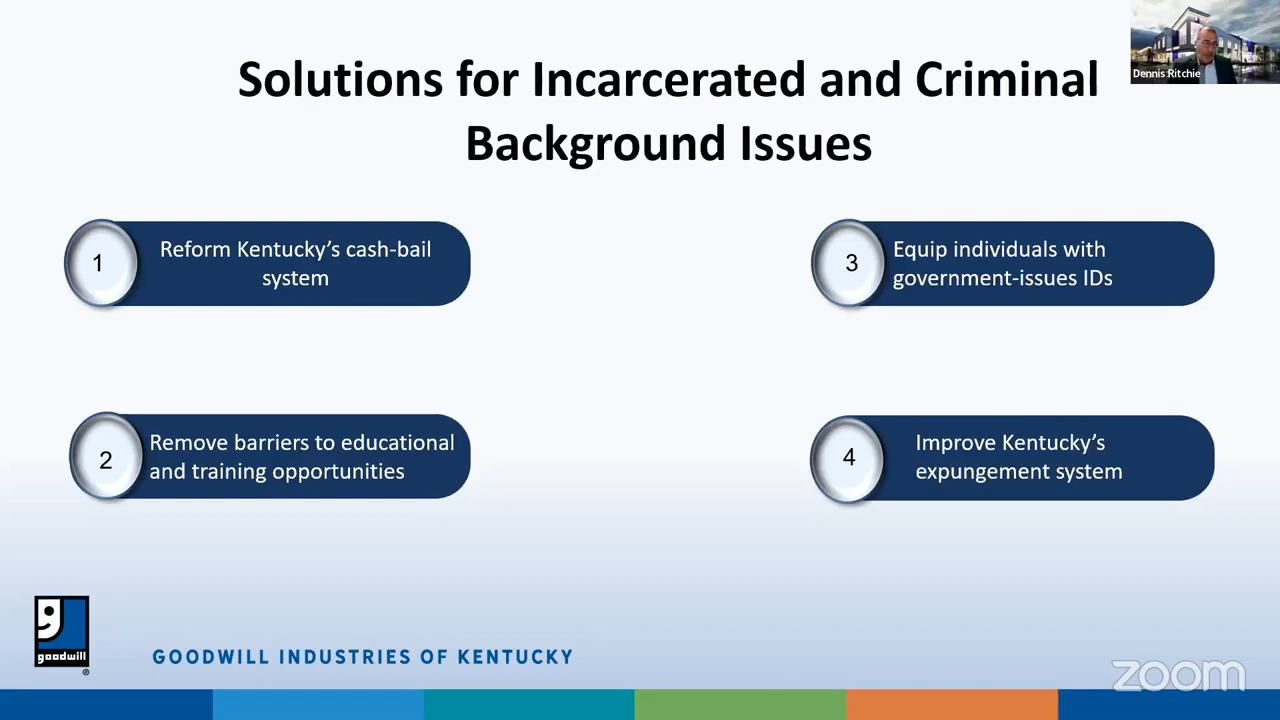 Solutions for Incarcerated and Criminal
Background Issues
Dennis Ritchie
1
Reform Kentucky's cash-bail
system
2
Remove barriers to educational
and training opportunities
3
Equip individuals with
government-issues IDs
4
Improve Kentucky's
expungement system
goodwill
®
GOODWILL INDUSTRIES OF KENTUCKY
zoom